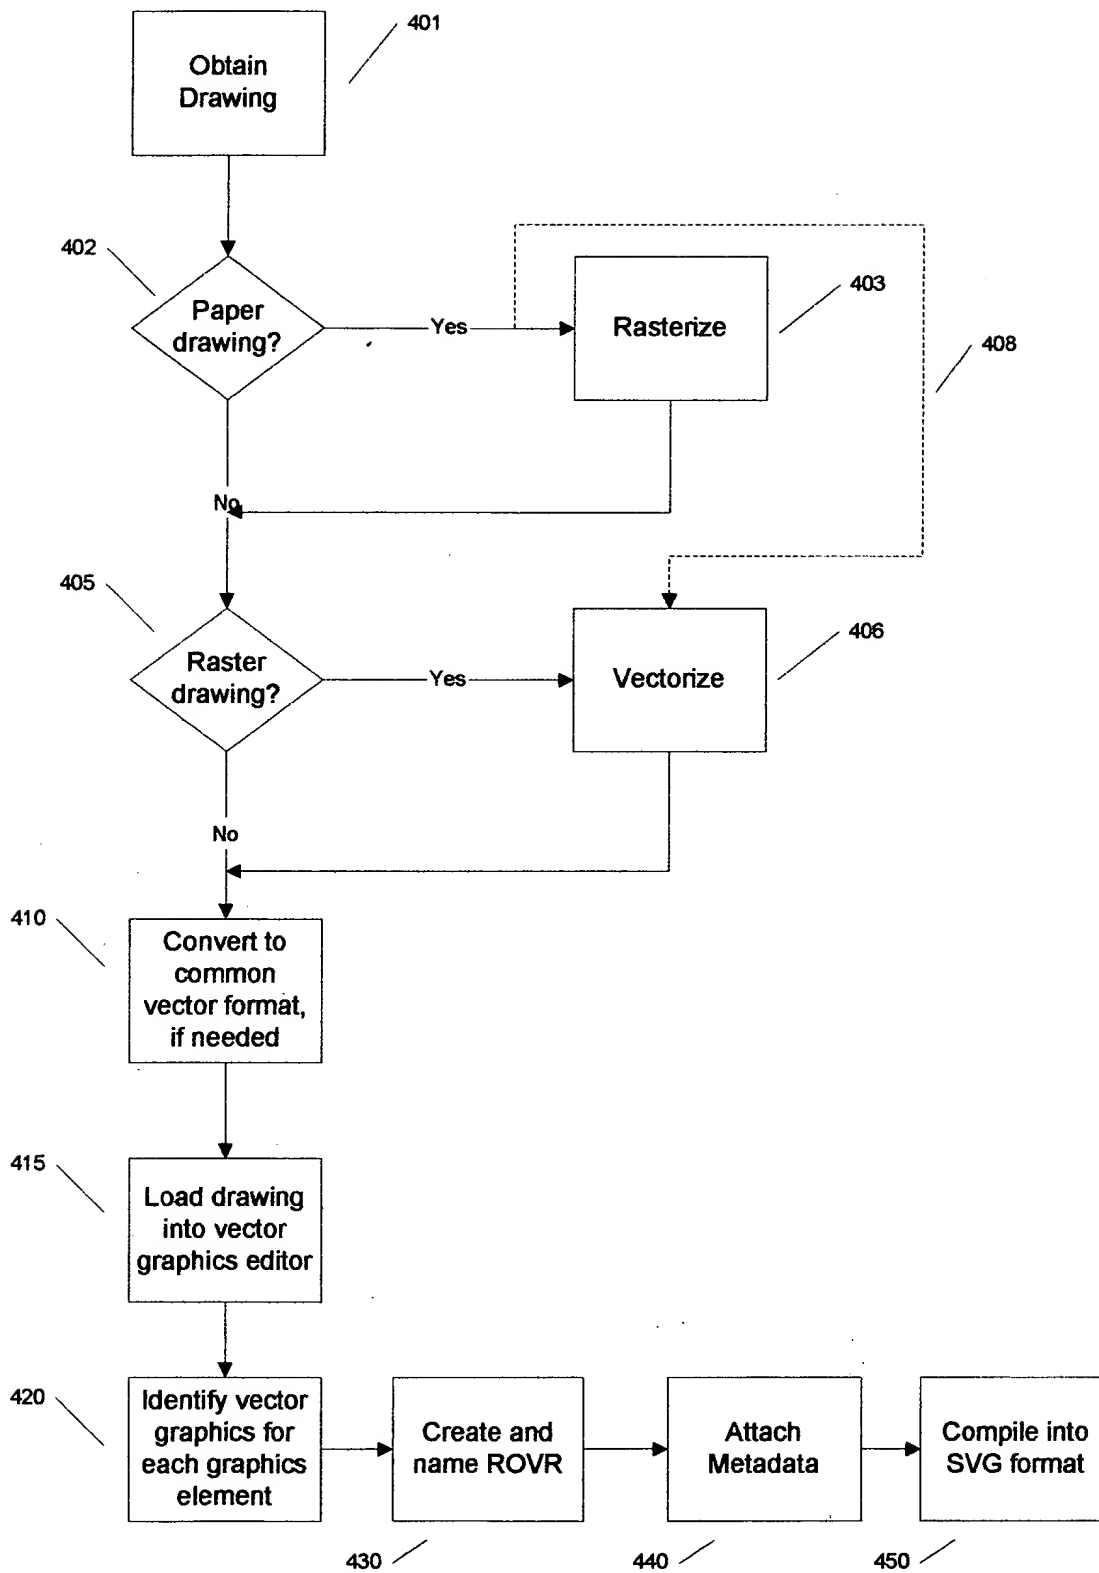 401
Obtain
Drawing
402
Paper
drawing?
Yes
Rasterize
403
408
No
405
Raster
drawing?
Yes
Vectorize
406
No
410
Convert to
common
vector format,
if needed
415
Load drawing
into vector
graphics editor
420
Identify vector
graphics for
each graphics
element
Create and
name ROVR
Attach
Metadata
Compile into
SVG format
430
440
450